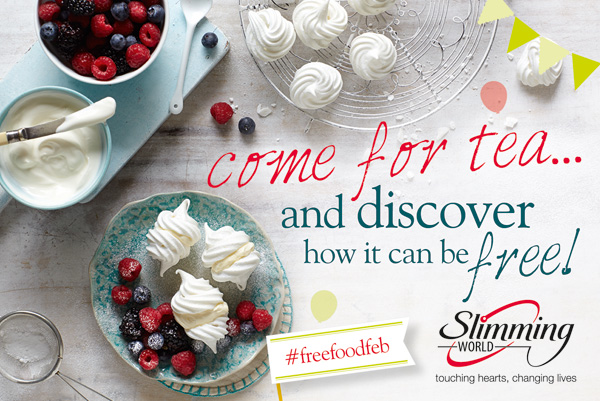 come for tea...
and discover
how it can be
free!
#freefoodfeb
Slimming
WORLD
touching hearts, changing lives